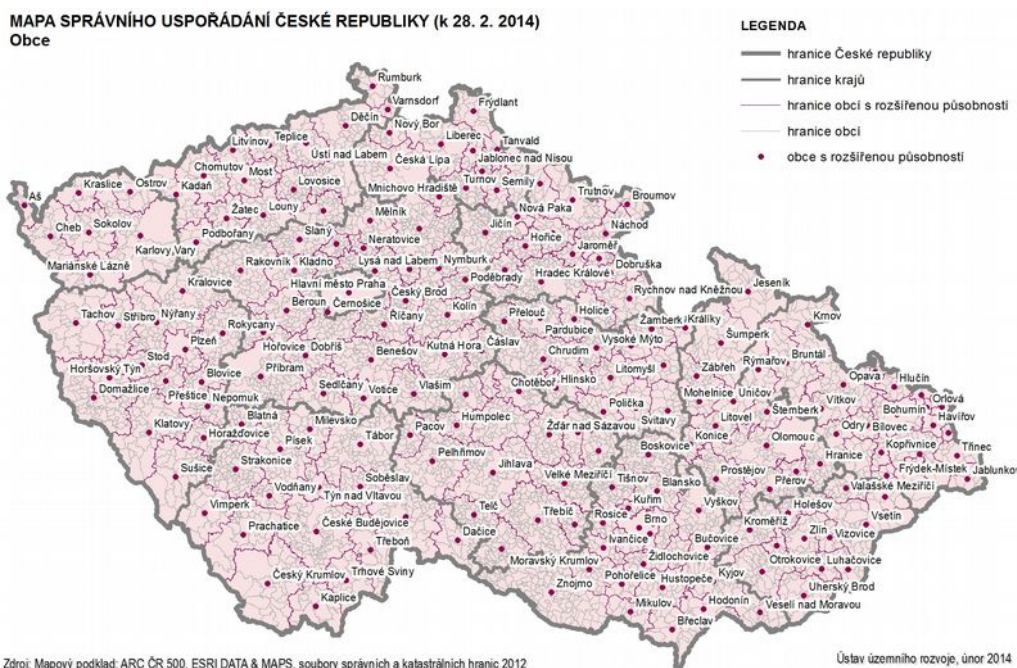 MAPA SPRÁVNÍHO USPOŘÁDÁNÍ ČESKÉ REPUBLIKY (k 28. 2. 2014)
Obce
LEGENDA
hranice České republiky
hranice krajů
hranice obcí s rozšířenou působností
hranice obcí
obce s rozšířenou působností
Rumburk
Varnsdorf
Frýdlant
Děčín
Nový Bor
Liberec
Tanvald
Litvínov
Teplice
Ústí nad Labem
Česká Lípa
Jablonec nad Nisou
Chomutov
Most
Aš
Kraslice
Ostrov
Kadaň
Lovosice
Mnichovo Hradiště
Turnov
Semily
Trutnov
Broumov
Žatec
Louny
Mělník
Nová Paka
Cheb
Sokolov
Podbořany
Slaný
Jičín
Hořice
Náchod
Karlovy Vary
Neratovice
Jaroměř
Mariánské Lázně
Rakovník
Kladno
Lysá nad Labem
Nymburk
Dobruška
Kralovice
Hlavní město Praha
Poděbrady
Hradec Králové
Rychnov nad Kněžnou
Jeseník
Beroun
Černošice
Český Brod
Kolín
Přelouč
Holice
Tachov
Stříbro
Nýřany
Rokycany
Říčany
Pardubice
Žamberk
Králíky
Krnov
Plzeň
Hořovice
Dobříš
Benešov
Kutná Hora
Čáslav
Chrudim
Vysoké Mýto
Šumperk
Stod
Horšovský Týn
Blovice
Příbram
Litomyšl
Zábřeh
Rýmařov
Bruntál
Opava
Hlučín
Domažlice
Přeštice
Nepomuk
Sedlčany
Votice
Vlašim
Chotěboř
Hlinsko
Polička
Svitavy
Mohelnice
Uničov
Vítkov
Bohumín
Orlová
Havířov
Klatovy
Blatná
Milevsko
Humpolec
Litovel
Šternberk
Odry
Bílovec
Horažďovice
Písek
Tábor
Pacov
Žďár nad Sázavou
Boskovice
Konice
Olomouc
Kopřivnice
Třinec
Strakonice
Pelhřimov
Jihlava
Hranice
Frýdek-Místek
Jablunkov
Sušice
Soběslav
Velké Meziříčí
Tišnov
Blansko
Prostějov
Přerov
Valašské Meziříčí
Vodňany
Týn nad Vltavou
Vimperk
Telč
Třebíč
Kuřim
Vyškov
Holešov
Vsetín
Prachatice
České Budějovice
Rosice
Brno
Kroměříž
Zlín
Vizovice
Třeboň
Dačice
Ivančice
Bučovice
Otrokovice
Luhačovice
Český Krumlov
Trhové Sviny
Moravský Krumlov
Židlochovice
Kyjov
Uherský Brod
Kaplice
Znojmo
Pohořelice
Hustopeče
Hodonín
Veselí nad Moravou
Mikulov
Břeclav
Zdroj: Mapový podklad: ARC ČR 500, ESRI DATA & MAPS, soubory správních a katastrálních hranic 2012
Ústav územního rozvoje, únor 2014